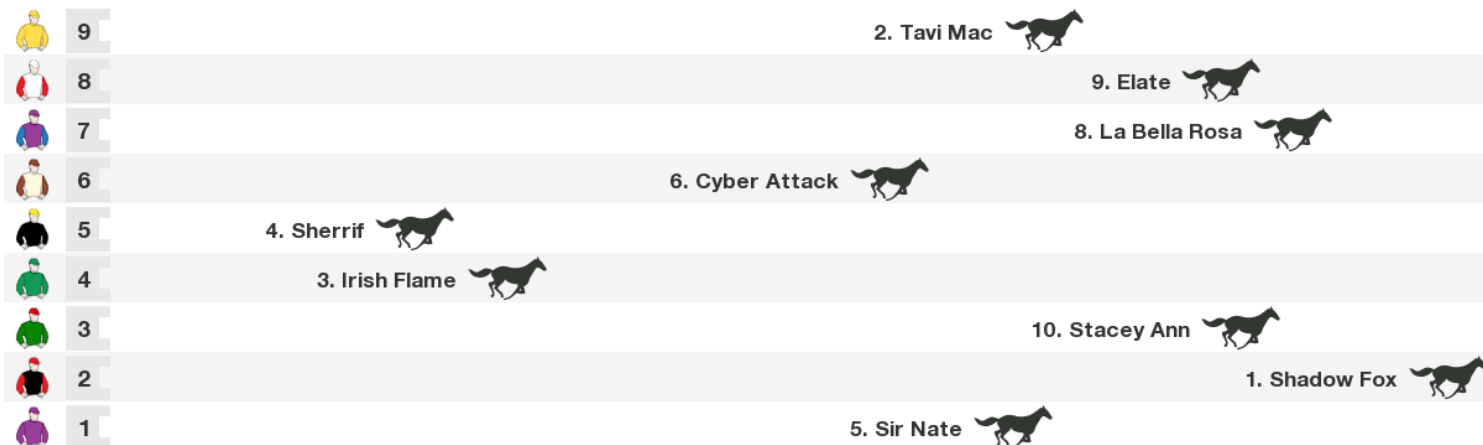 9 2. Tavi Mac
8 9. Elate
7 8. La Bella Rosa
6 6. Cyber Attack
5 4. Sherrif
4 3. Irish Flame
3 10. Stacey Ann
2 1. Shadow Fox
1 5. Sir Nate